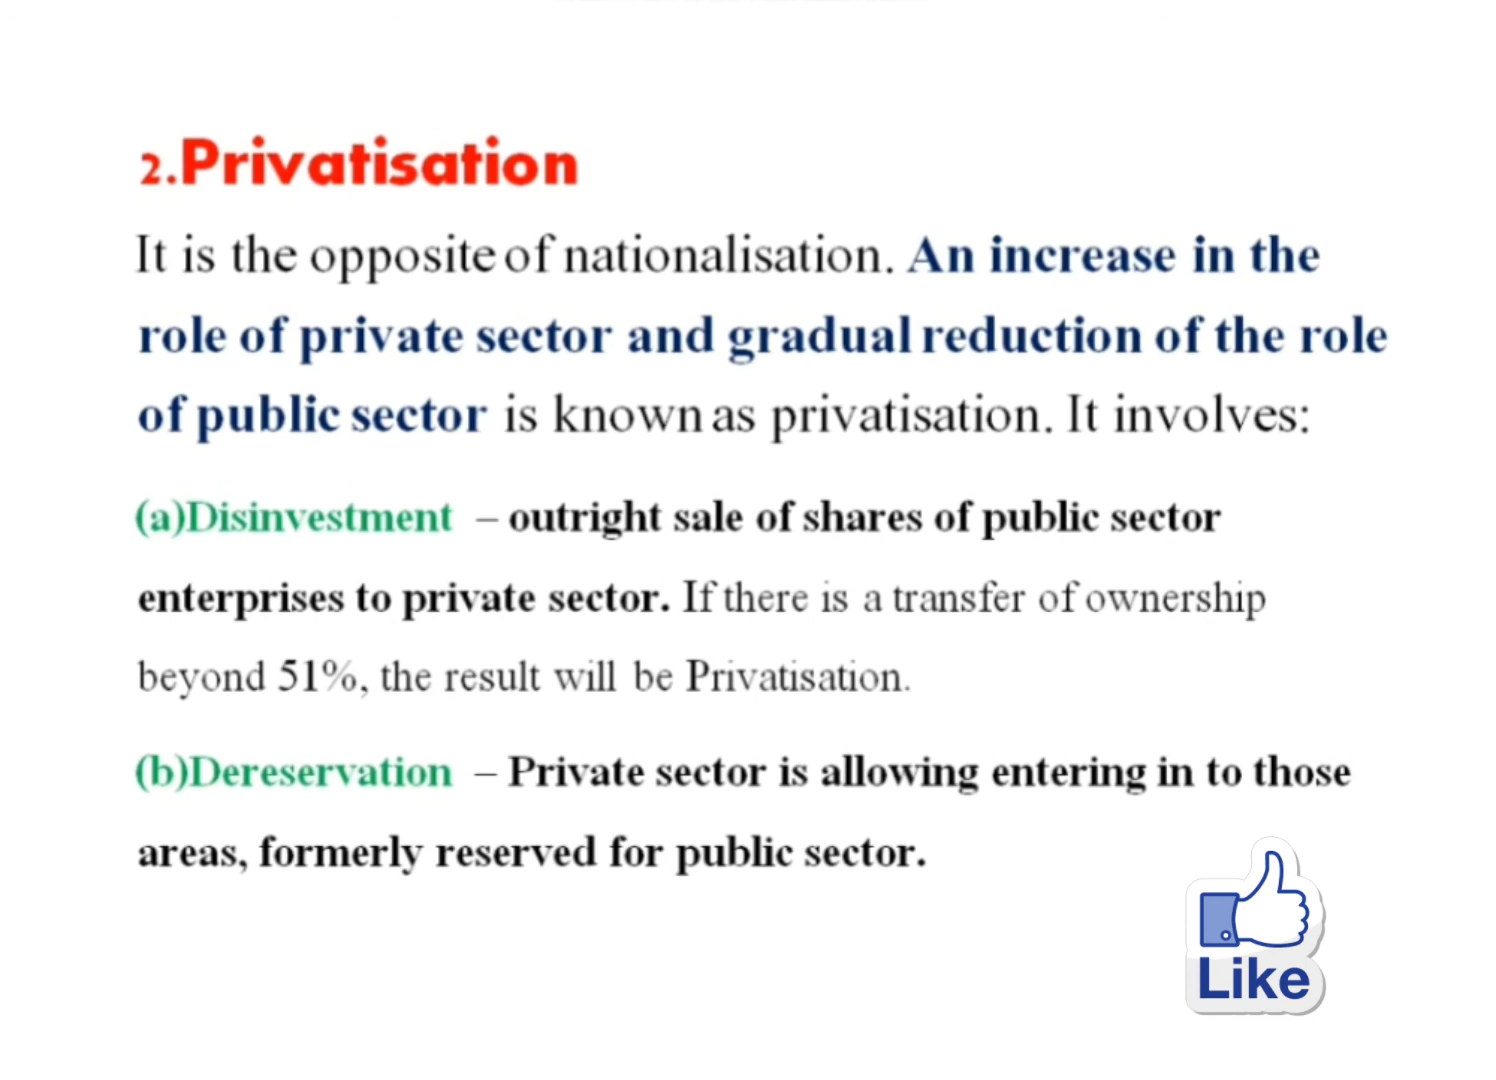 2.Privatisation
It is the opposite of nationalisation. An increase in the
role of private sector and gradual reduction of the role
of public sector is known as privatisation. It involves:
(a)Disinvestment – outright sale of shares of public sector
enterprises to private sector. If there is a transfer of ownership
beyond 51%, the result will be Privatisation.
(b)Dereservation – Private sector is allowing entering in to those
areas, formerly reserved for public sector.
Like